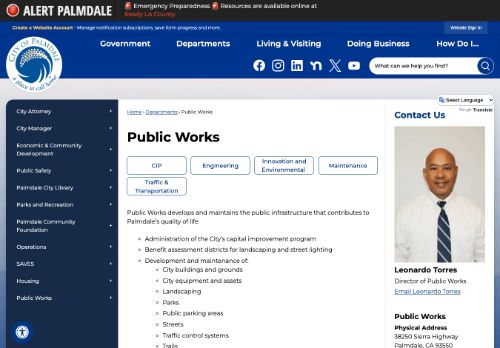 ALERT PALMDALE
🚨 Emergency Preparedness 🚨 Resources are available online at
Ready LA County.
Create a Website Account - Manage notification subscriptions, save form progress and more.
Website Sign In
CITY OF PALMDALE
a place to call home
Government
Departments
Living & Visiting
Doing Business
How Do I...
What can we help you find?
Select Language
Google Translate
City Attorney
City Manager
Economic & Community
Development
Public Safety
Palmdale City Library
Parks and Recreation
Palmdale Community
Foundation
Operations
SAVES
Housing
Public Works
Home › Departments › Public Works
Public Works
CIP
Engineering
Innovation and
Environmental
Maintenance
Traffic &
Transportation
Public Works develops and maintains the public infrastructure that contributes to
Palmdale's quality of life
Administration of the City's capital improvement program
Benefit assessment districts for landscaping and street lighting
Development and maintenance of:
City buildings and grounds
City equipment and assets
Landscaping
Parks
Public parking areas
Streets
Traffic control systems
Trails
Contact Us
Leonardo Torres
Director of Public Works
Email Leonardo Torres
Public Works
Physical Address
38250 Sierra Highway
Palmdale, CA 93550